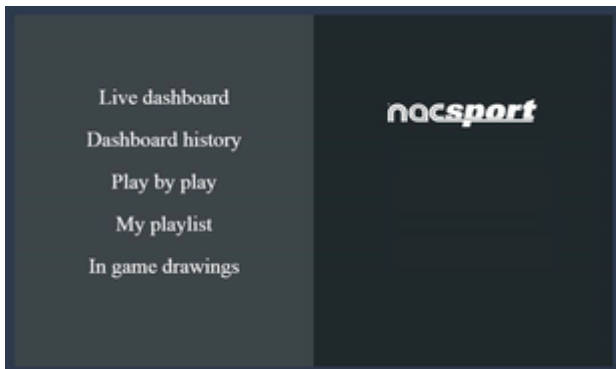 Live dashboard
Dashboard history
Play by play
My playlist
In game drawings
nacsport